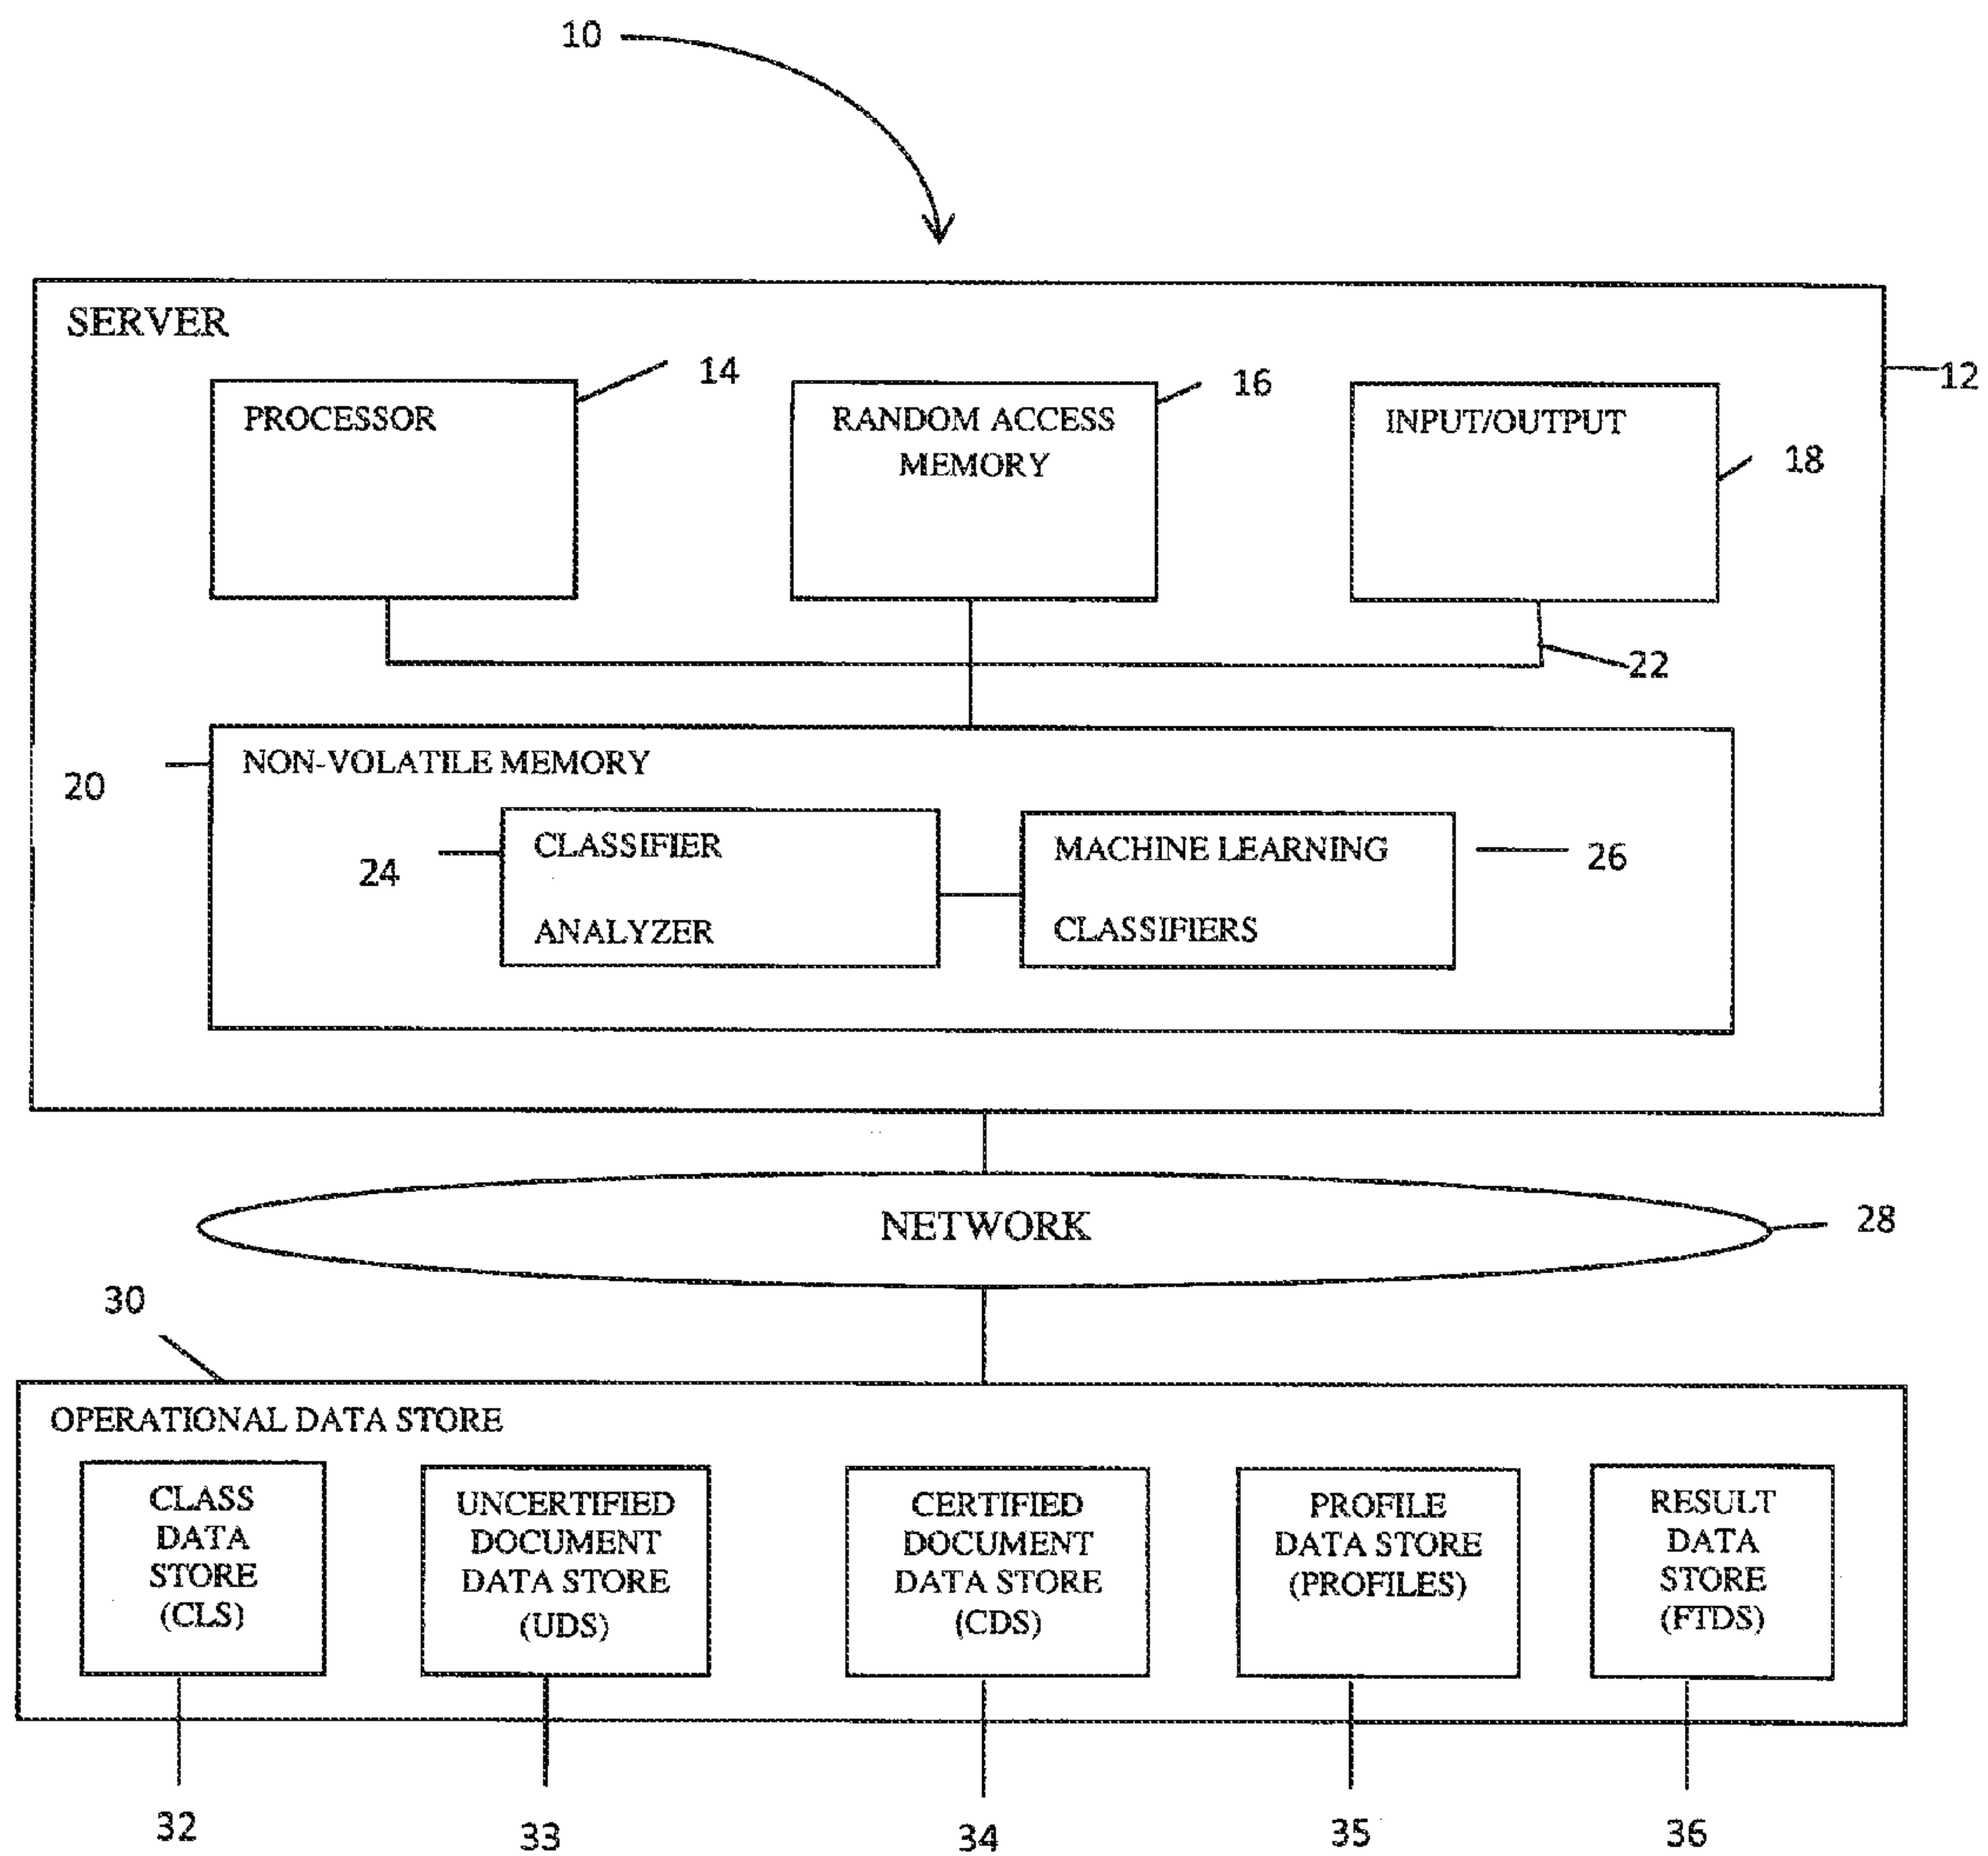 10
SERVER
12
14
16
PROCESSOR
RANDOM ACCESS
MEMORY
INPUT/OUTPUT
18
22
20
NON-VOLATILE MEMORY
24
CLASSIFIER
ANALYZER
MACHINE LEARNING
CLASSIFIERS
26
NETWORK
28
30
OPERATIONAL DATA STORE
CLASS
DATA
STORE
(CLS)
UNCERTIFIED
DOCUMENT
DATA STORE
(UDS)
CERTIFIED
DOCUMENT
DATA STORE
(CDS)
PROFILE
DATA STORE
(PROFILES)
RESULT
DATA
STORE
(FTDS)
32
33
34
35
36